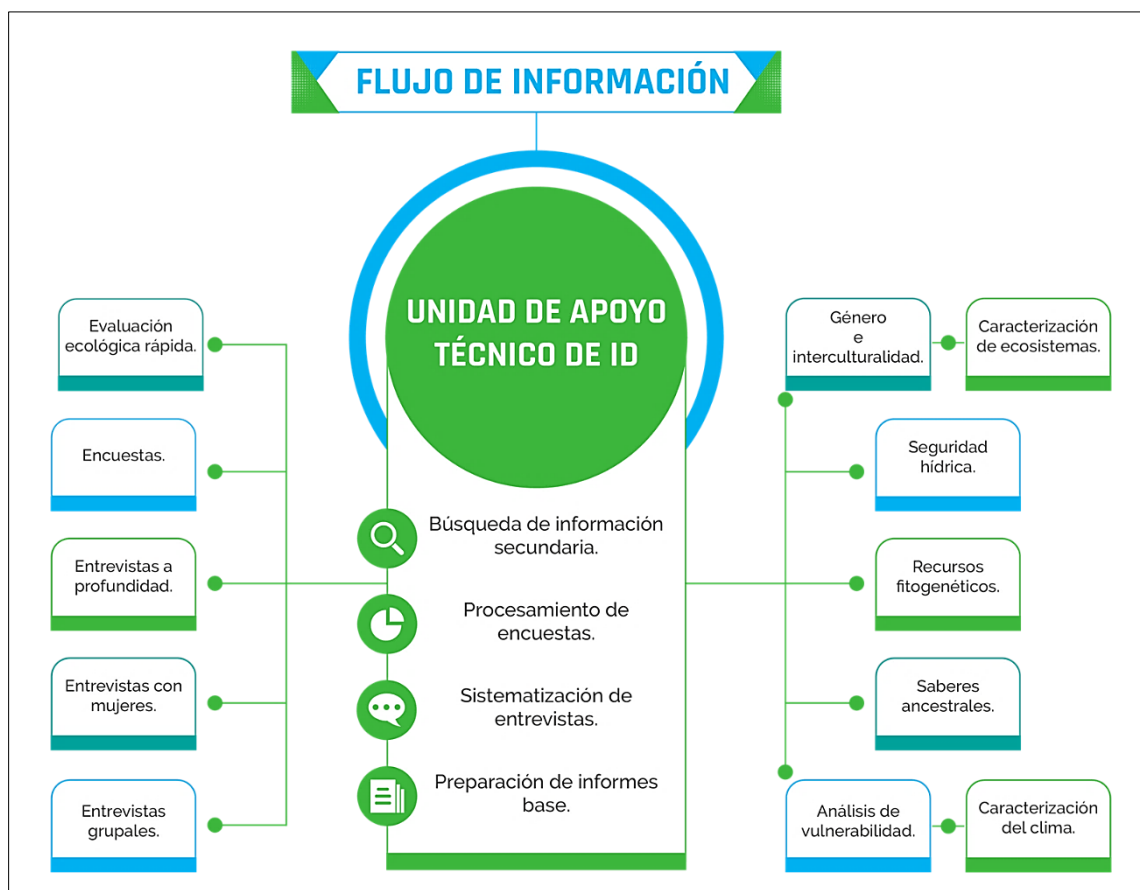 FLUJO DE INFORMACIÓN
UNIDAD DE APOYO
TÉCNICO DE ID
Evaluación
ecológica rápida.
Encuestas.
Entrevistas a
profundidad.
Entrevistas con
mujeres.
Entrevistas
grupales.
Búsqueda de información
secundaria.
Procesamiento de
encuestas.
Sistematización de
entrevistas.
Preparación de informes
base.
Género
e
interculturalidad.
Caracterización
de ecosistemas.
Seguridad
hídrica.
Recursos
fitogenéticos.
Saberes
ancestrales.
Análisis de
vulnerabilidad.
Caracterización
del clima.